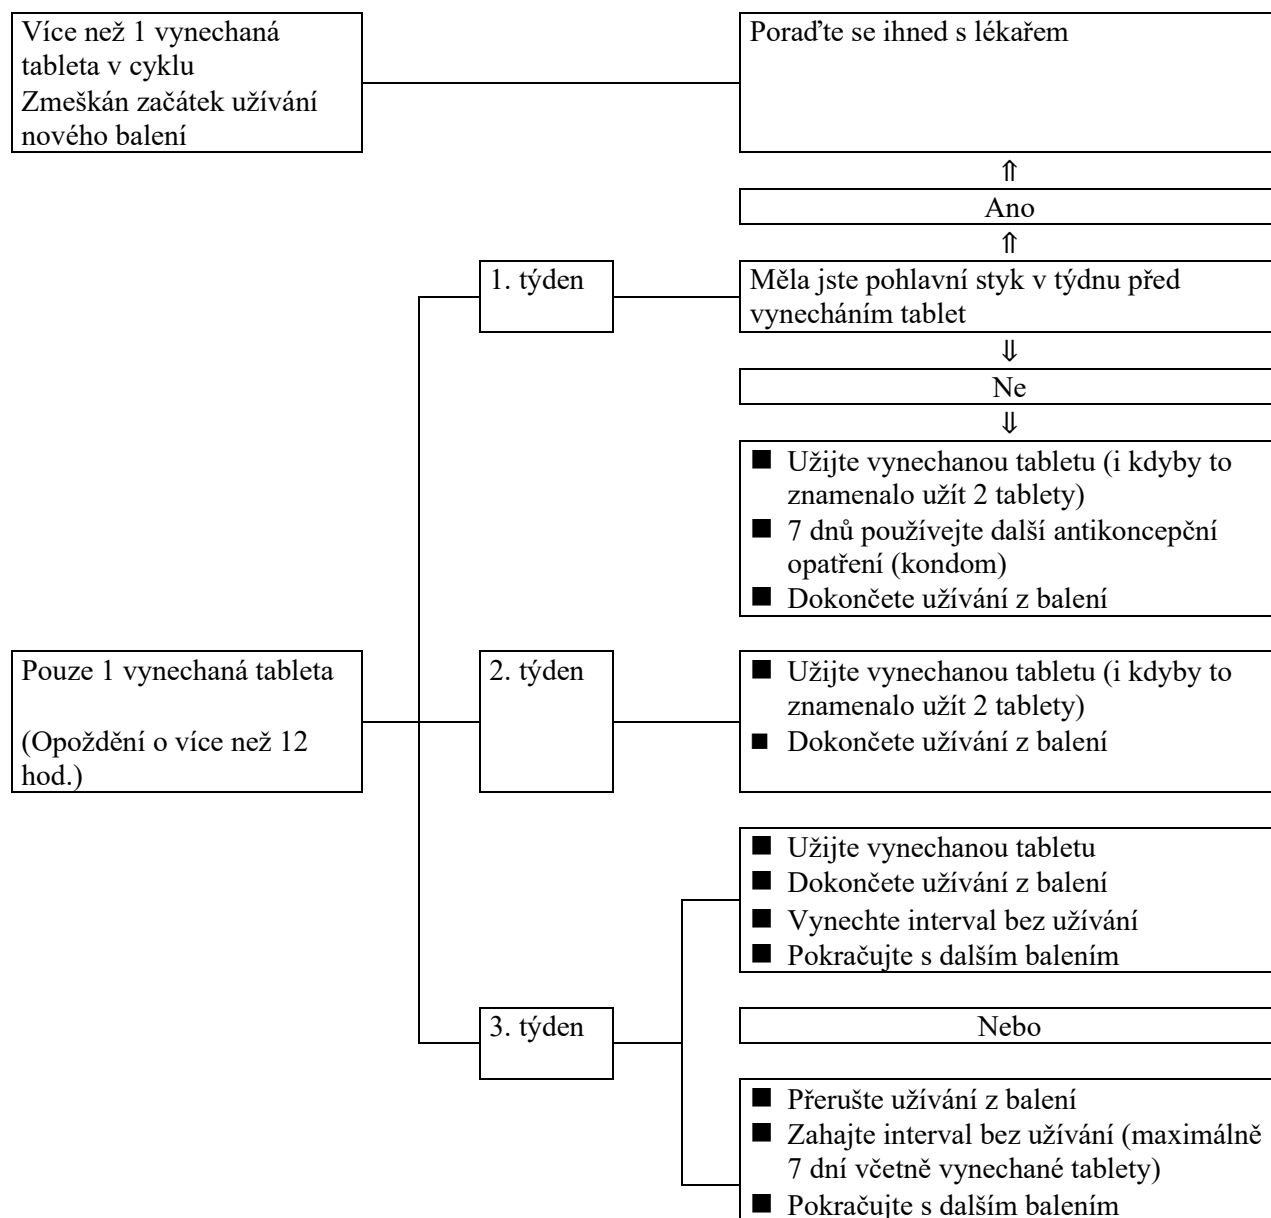 Více než 1 vynechaná
tableta v cyklu
Zmeškán začátek užívání
nového balení
Poraďte se ihned s lékařem
⇑
Ano
⇑
1. týden
Měla jste pohlavní styk v týdnu před
vynecháním tablet
⇓
Ne
⇓
■ Užijte vynechanou tabletu (i kdyby to
znamenalo užít 2 tablety)
■ 7 dnů používejte další antikoncepční
opatření (kondom)
■ Dokončete užívání z balení
Pouze 1 vynechaná tableta
(Opoždění o více než 12
hod.)
2. týden
■ Užijte vynechanou tabletu (i kdyby to
znamenalo užít 2 tablety)
■ Dokončete užívání z balení
■ Užijte vynechanou tabletu
■ Dokončete užívání z balení
■ Vynechte interval bez užívání
■ Pokračujte s dalším balením
3. týden
Nebo
■ Přerušte užívání z balení
■ Zahajte interval bez užívání (maximálně
7 dní včetně vynechané tablety)
■ Pokračujte s dalším balením